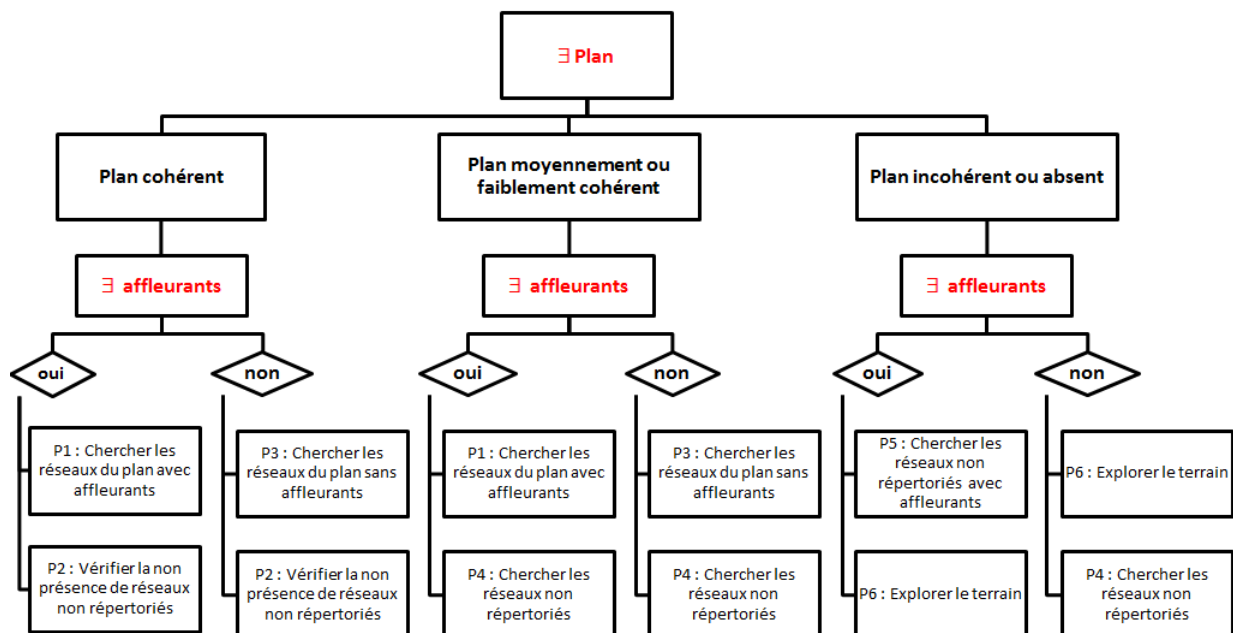 ∃ Plan
Plan cohérent
Plan moyennement ou
faiblement cohérent
Plan incohérent ou absent
∃ affleurants
∃ affleurants
∃ affleurants
oui
non
oui
non
oui
non
P1 : Chercher les
réseaux du plan avec
affleurants
P3 : Chercher les
réseaux du plan sans
affleurants
P1 : Chercher les
réseaux du plan avec
affleurants
P3 : Chercher les
réseaux du plan sans
affleurants
P5 : Chercher les
réseaux non
répertoriés avec
affleurants
P6 : Explorer le terrain
P2 : Vérifier la non
présence de réseaux
non répertoriés
P2 : Vérifier la non
présence de réseaux
non répertoriés
P4 : Chercher les
réseaux non
répertoriés
P4 : Chercher les
réseaux non
répertoriés
P6 : Explorer le terrain
P4 : Chercher les
réseaux non
répertoriés